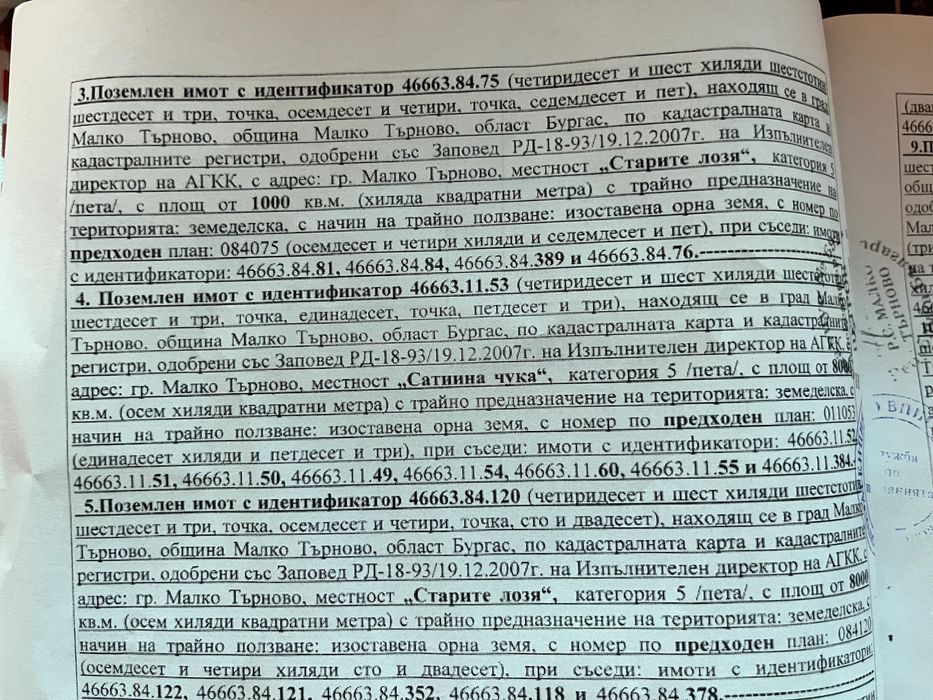 3.Поземлен имот с идентификатор 46663.84.75 (четиридесет и шест хиляди шестстотин
шестдесет и три, точка, осемдесет и четири, точка, седемдесет и пет), находящ се в град
Малко Търново, община Малко Търново, област Бургас, по кадастралната карта и
кадастралните регистри, одобрени със Заповед РД-18-93/19.12.2007г. на Изпълнителен
директор на АГКК, с адрес: гр. Малко Търново, местност „Старите лозя“, категория 5
/пета/, с площ от 1000 кв.м. (хиляда квадратни метра) с трайно предназначение на
територията: земеделска, с начин на трайно ползване: изоставена орна земя, с номер по
предходен план: 084075 (осемдесет и четири хиляди и седемдесет и пет), при съседи: имоти
с идентификатори: 46663.84.81, 46663.84.84, 46663.84.389 и 46663.84.76.------------------
4. Поземлен имот с идентификатор 46663.11.53 (четиридесет и шест хиляди шестстотин
шестдесет и три, точка, единадесет, точка, петдесет и три), находящ се в град Малко
Търново, община Малко Търново, област Бургас, по кадастралната карта и кадастралните
регистри, одобрени със Заповед РД-18-93/19.12.2007г. на Изпълнителен директор на АГКК, с
адрес: гр. Малко Търново, местност „Сатиина чука“, категория 5 /пета/, с площ от 8000
кв.м. (осем хиляди квадратни метра) с трайно предназначение на територията: земеделска, с
начин на трайно ползване: изоставена орна земя, с номер по предходен план: 011053
(единадесет хиляди и петдесет и три), при съседи: имоти с идентификатори: 46663.11.52,
46663.11.51, 46663.11.50, 46663.11.49, 46663.11.54, 46663.11.60, 46663.11.55 и 46663.11.384.-
5.Поземлен имот с идентификатор 46663.84.120 (четиридесет и шест хиляди шестстотин
шестдесет и три, точка, осемдесет и четири, точка, сто и двадесет), находящ се в град Малко
Търново, община Малко Търново, област Бургас, по кадастралната карта и кадастралните
регистри, одобрени със Заповед РД-18-93/19.12.2007г. на Изпълнителен директор на АГКК, с
адрес: гр. Малко Търново, местност „Старите лозя“, категория 5 /пета/, с площ от 8000
кв.м. (осем хиляди квадратни метра) с трайно предназначение на територията: земеделска, с
начин на трайно ползване: изоставена орна земя, с номер по предходен план: 084120
(осемдесет и четири хиляди сто и двадесет), при съседи: имоти с идентификатори:
46663.84.122, 46663.84.121, 46663.84.352, 46663.84.118 и 46663.84.378.------------------
Р.С. МАЛКО
ТЪРНОВО